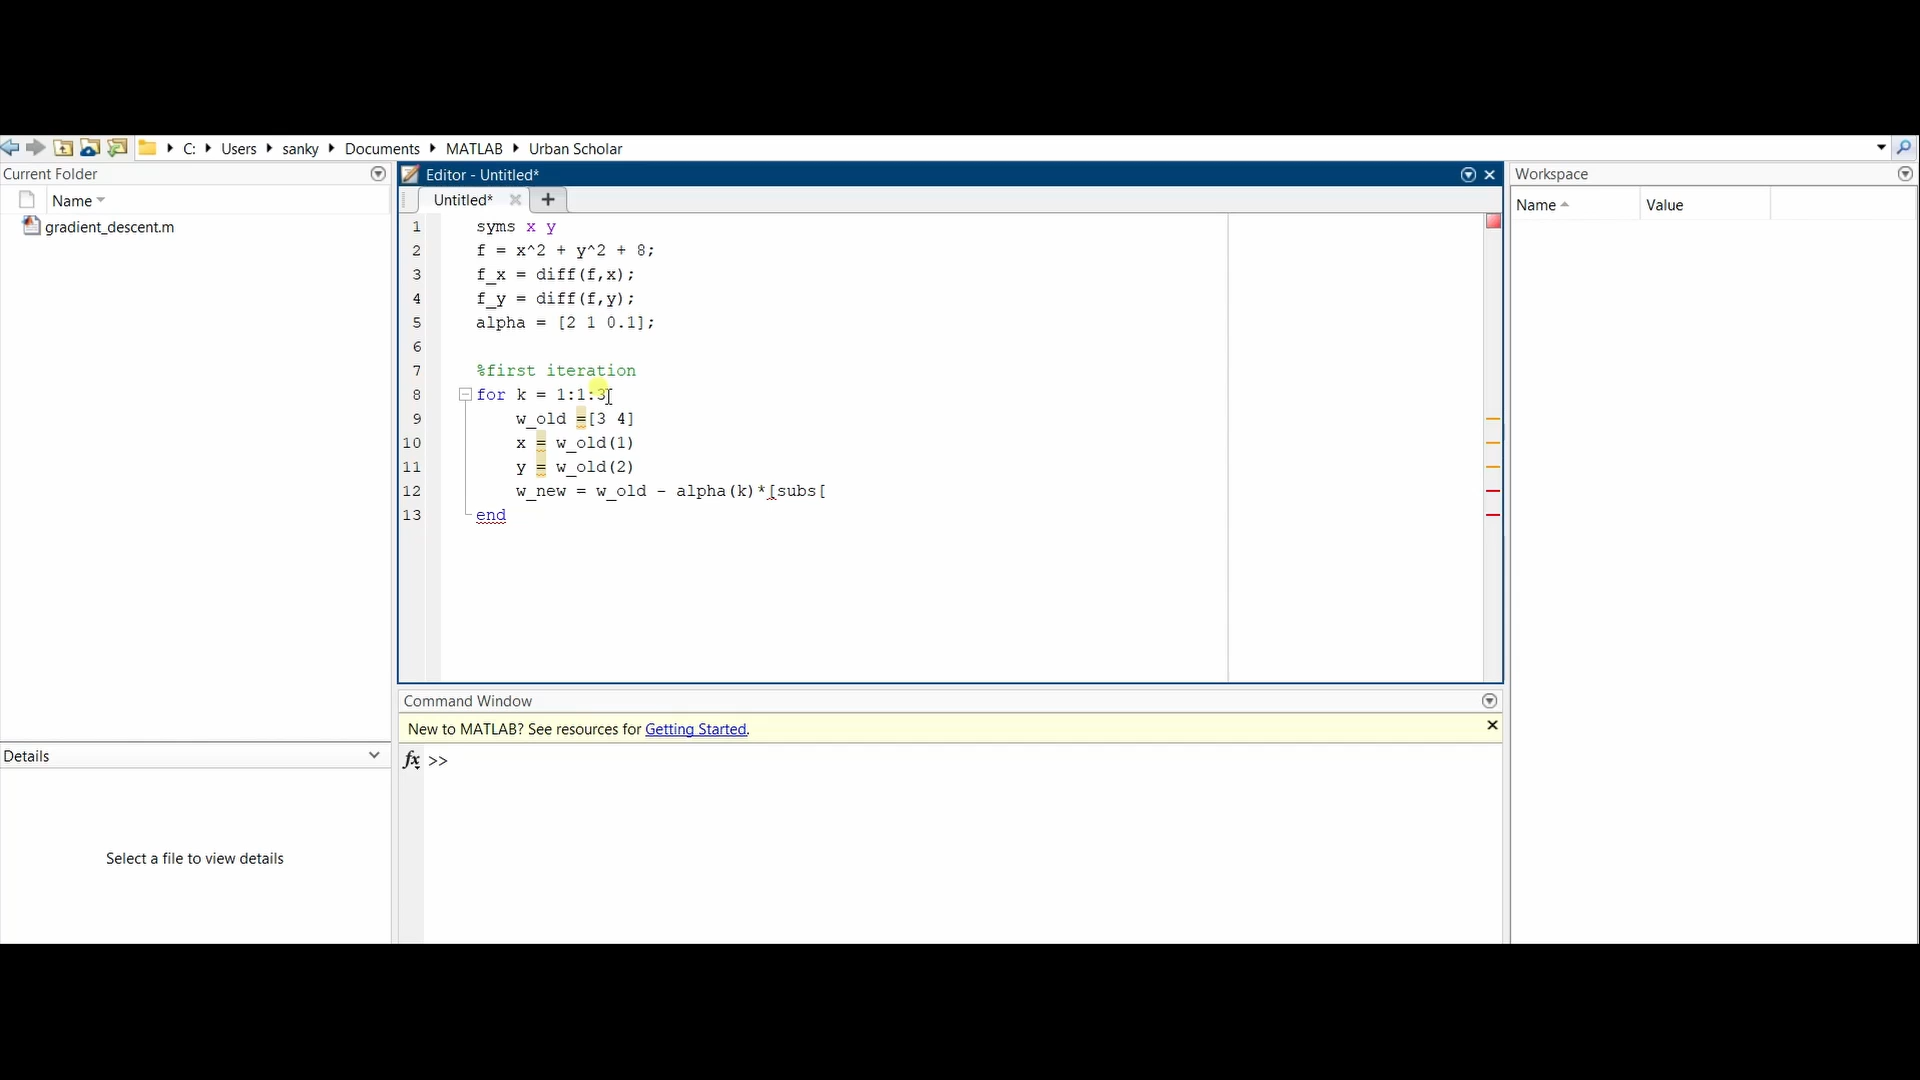 C: Users sanky Documents MATLAB Urban Scholar
Current Folder
Name
gradient_descent.m
Details
Select a file to view details
Editor - Untitled*
Untitled* +
1 syms x y
2 f = x^2 + y^2 + 8;
3 f_x = diff(f,x);
4 f_y = diff(f,y);
5 alpha = [2 1 0.1];
6
7 %first iteration
8 for k = 1:1:3
9 w_old =[3 4]
10 x = w_old(1)
11 y = w_old(2)
12 w_new = w_old - alpha(k)*[subs[
13 end
Command Window
New to MATLAB? See resources for Getting Started.
fx >>
Workspace
Name Value